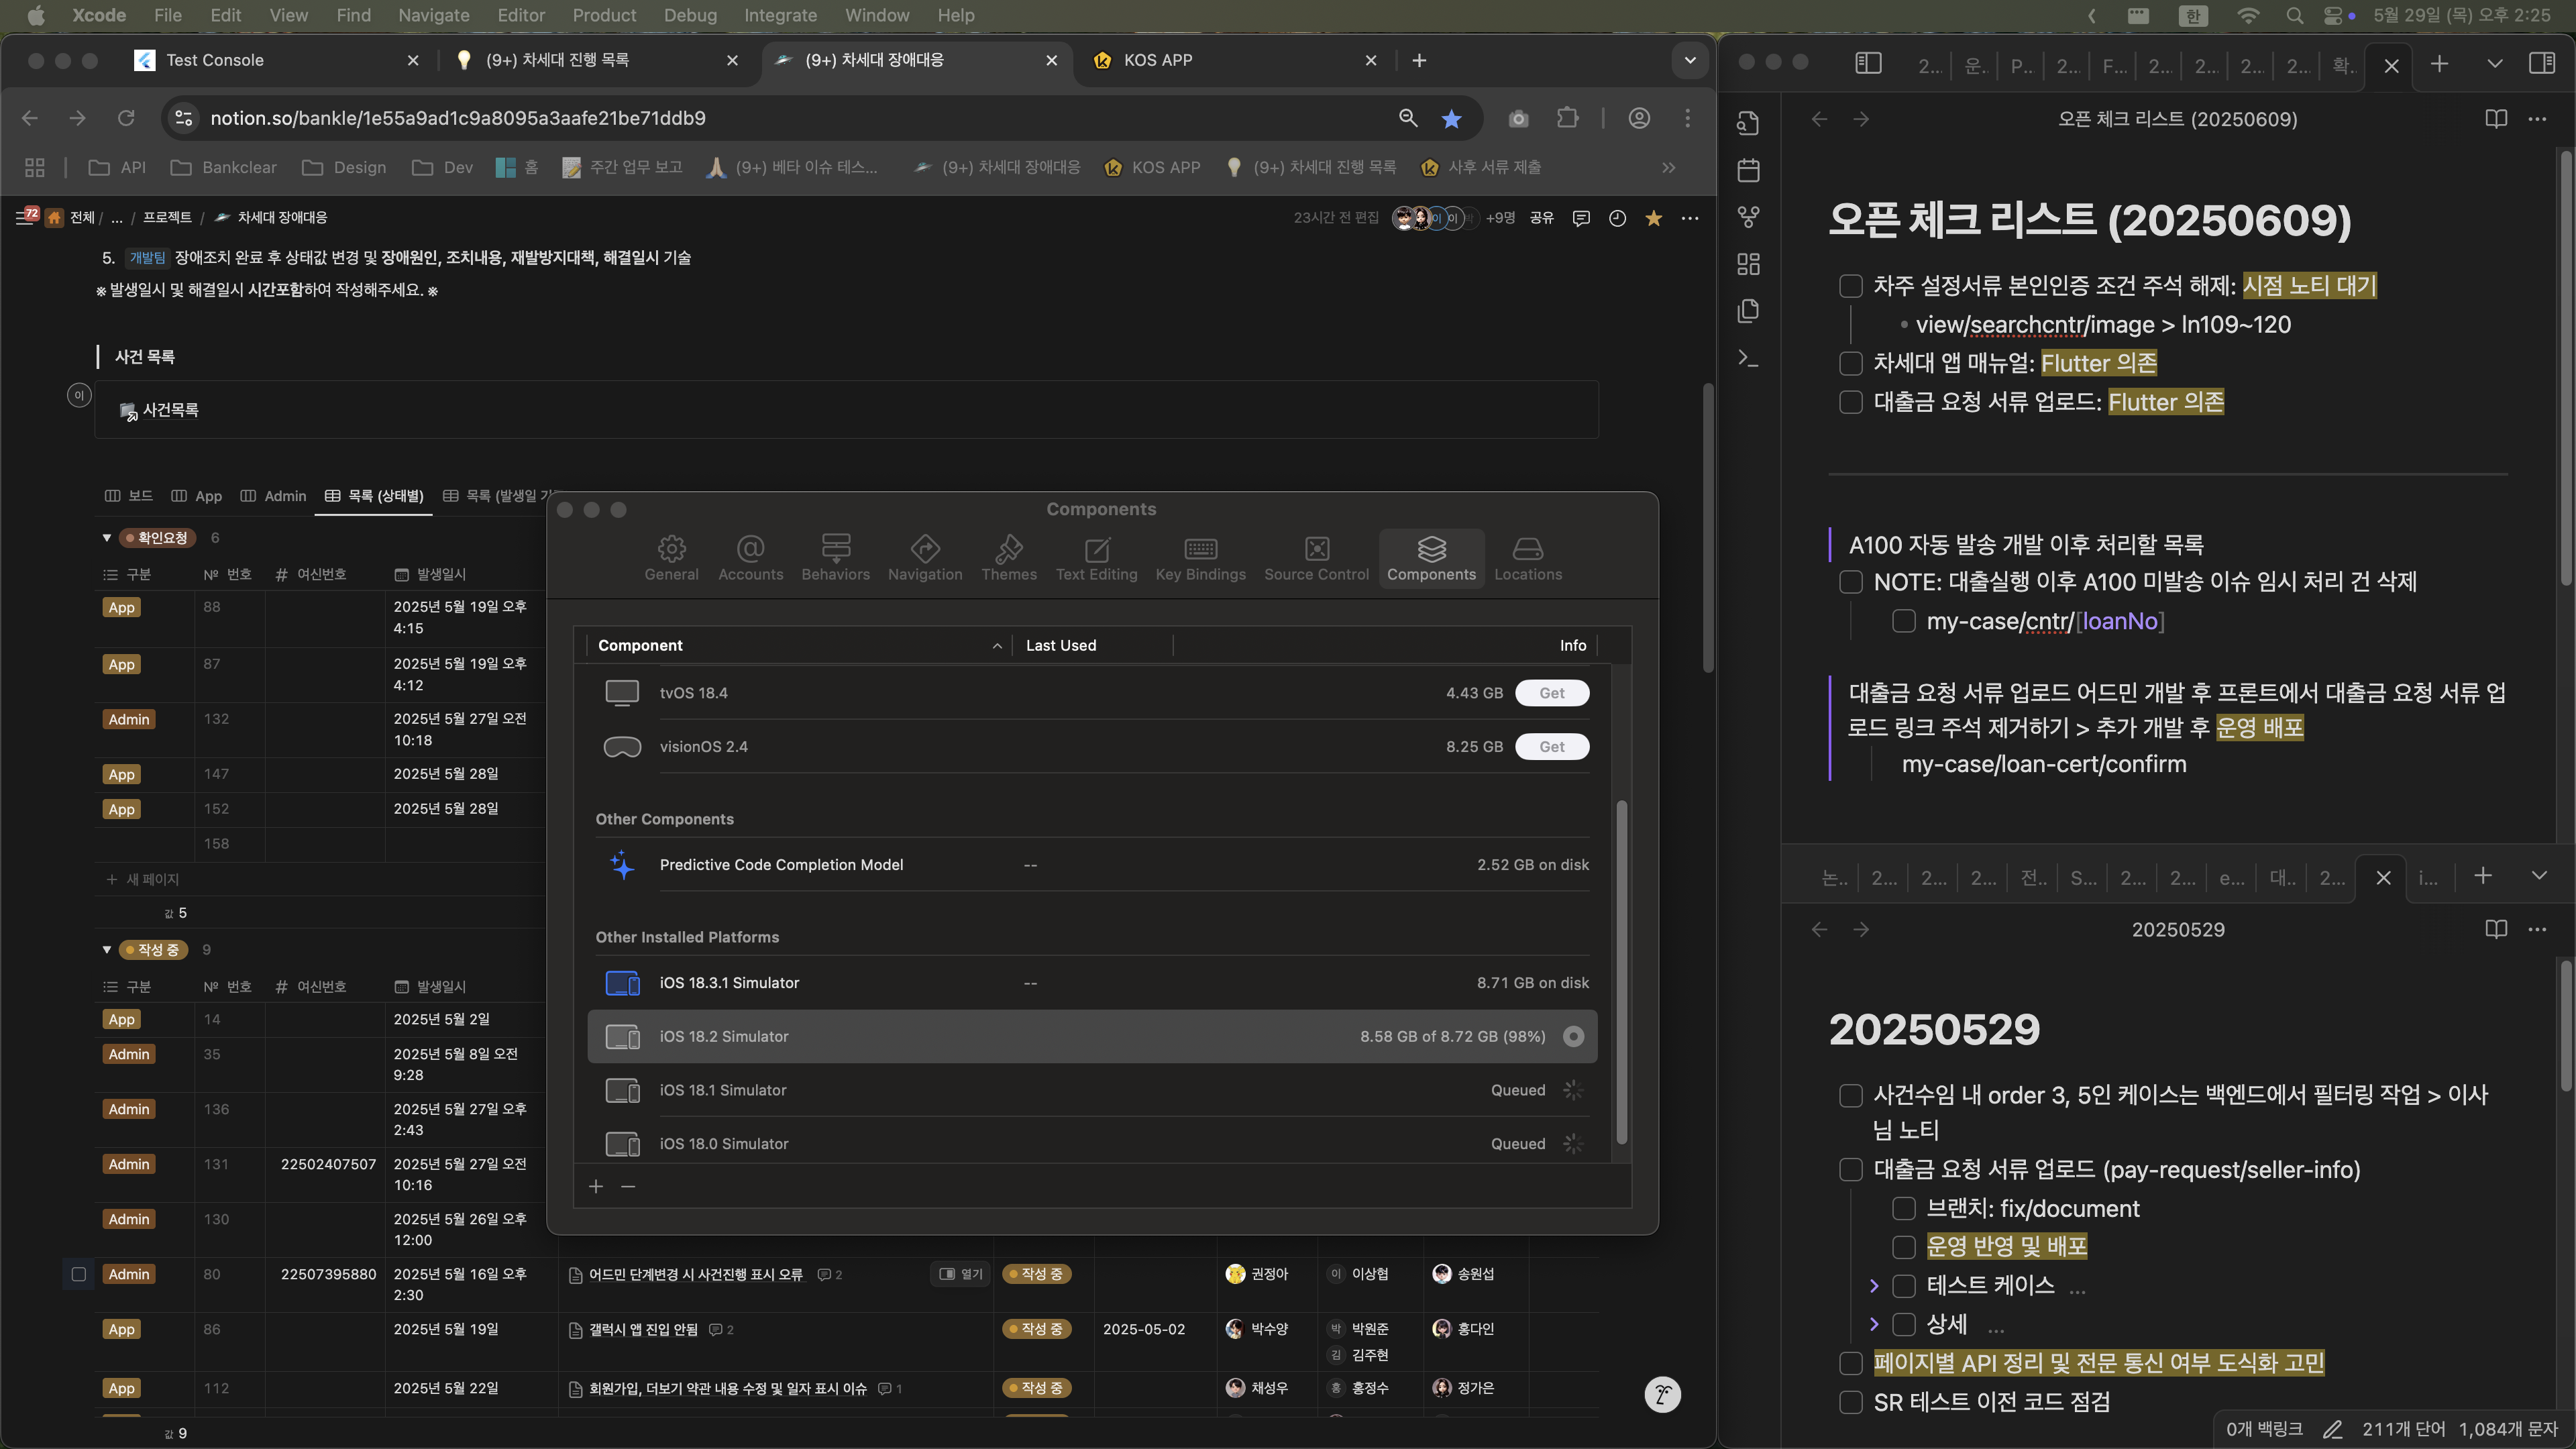 Xcode File Edit View Find Navigate Editor Product Debug Integrate Window Help
한 5월 29일 (목) 오후 2:25
Test Console
(9+) 차세대 진행 목록
(9+) 차세대 장애대응
KOS APP
notion.so/bankle/1e55a9ad1c9a8095a3aafe21be71ddb9
API
Bankclear
Design
Dev
홈
주간 업무 보고
(9+) 베타 이슈 테스...
(9+) 차세대 장애대응
KOS APP
(9+) 차세대 진행 목록
사후 서류 제출
72 전체 / ... / 프로젝트 / 차세대 장애대응
23시간 전 편집 이 이 박 +9명 공유
5. 개발팀 장애조치 완료 후 상태값 변경 및 장애원인, 조치내용, 재발방지대책, 해결일시 기술
※ 발생일시 및 해결일시 시간포함하여 작성해주세요. ※
사건 목록
이
사건목록
보드 App Admin 목록 (상태별) 목록 (발생일
확인요청 6
구분 № 번호 # 여신번호 발생일시
App 88 2025년 5월 19일 오후
4:15
App 87 2025년 5월 19일 오후
4:12
Admin 132 2025년 5월 27일 오전
10:18
App 147 2025년 5월 28일
App 152 2025년 5월 28일
158
+ 새 페이지
값 5
작성 중 9
구분 № 번호 # 여신번호 발생일시
App 14 2025년 5월 2일
Admin 35 2025년 5월 8일 오전
9:28
Admin 136 2025년 5월 27일 오후
2:43
Admin 131 22502407507 2025년 5월 27일 오전
10:16
Admin 130 2025년 5월 26일 오후
12:00
Admin 80 22507395880 2025년 5월 16일 오후
2:30
어드민 단계변경 시 사건진행 표시 오류 2 열기 작성 중 권정아 이 이상협 송원섭
App 86 2025년 5월 19일 갤럭시 앱 진입 안됨 2 작성 중 2025-05-02 박수양 박 박원준 홍다인
김 김주현
App 112 2025년 5월 22일 회원가입, 더보기 약관 내용 수정 및 일자 표시 이슈 1 작성 중 채성우 홍 홍정수 정가은
값 9
Components
General Accounts Behaviors Navigation Themes Text Editing Key Bindings Source Control Components Locations
Component Last Used Info
tvOS 18.4 4.43 GB Get
visionOS 2.4 8.25 GB Get
Other Components
Predictive Code Completion Model -- 2.52 GB on disk
Other Installed Platforms
iOS 18.3.1 Simulator -- 8.71 GB on disk
iOS 18.2 Simulator 8.58 GB of 8.72 GB (98%)
iOS 18.1 Simulator Queued
iOS 18.0 Simulator Queued
2... 운.. P... 2... F... 2... 2... 2... 2... 확..
오픈 체크 리스트 (20250609)
오픈 체크 리스트 (20250609)
차주 설정서류 본인인증 조건 주석 해제: 시점 노티 대기
view/searchcntr/image > ln109~120
차세대 앱 매뉴얼: Flutter 의존
대출금 요청 서류 업로드: Flutter 의존
A100 자동 발송 개발 이후 처리할 목록
NOTE: 대출실행 이후 A100 미발송 이슈 임시 처리 건 삭제
my-case/cntr/[loanNo]
대출금 요청 서류 업로드 어드민 개발 후 프론트에서 대출금 요청 서류 업
로드 링크 주석 제거하기 > 추가 개발 후 운영 배포
my-case/loan-cert/confirm
논.. 2... 2... 2... 전.. S... 2... 2... e... 대.. 2... i...
20250529
20250529
사건수임 내 order 3, 5인 케이스는 백엔드에서 필터링 작업 > 이사
님 노티
대출금 요청 서류 업로드 (pay-request/seller-info)
브랜치: fix/document
운영 반영 및 배포
테스트 케이스 ...
상세 ...
페이지별 API 정리 및 전문 통신 여부 도식화 고민
SR 테스트 이전 코드 점검
0개 백링크 211개 단어 1,084개 문자